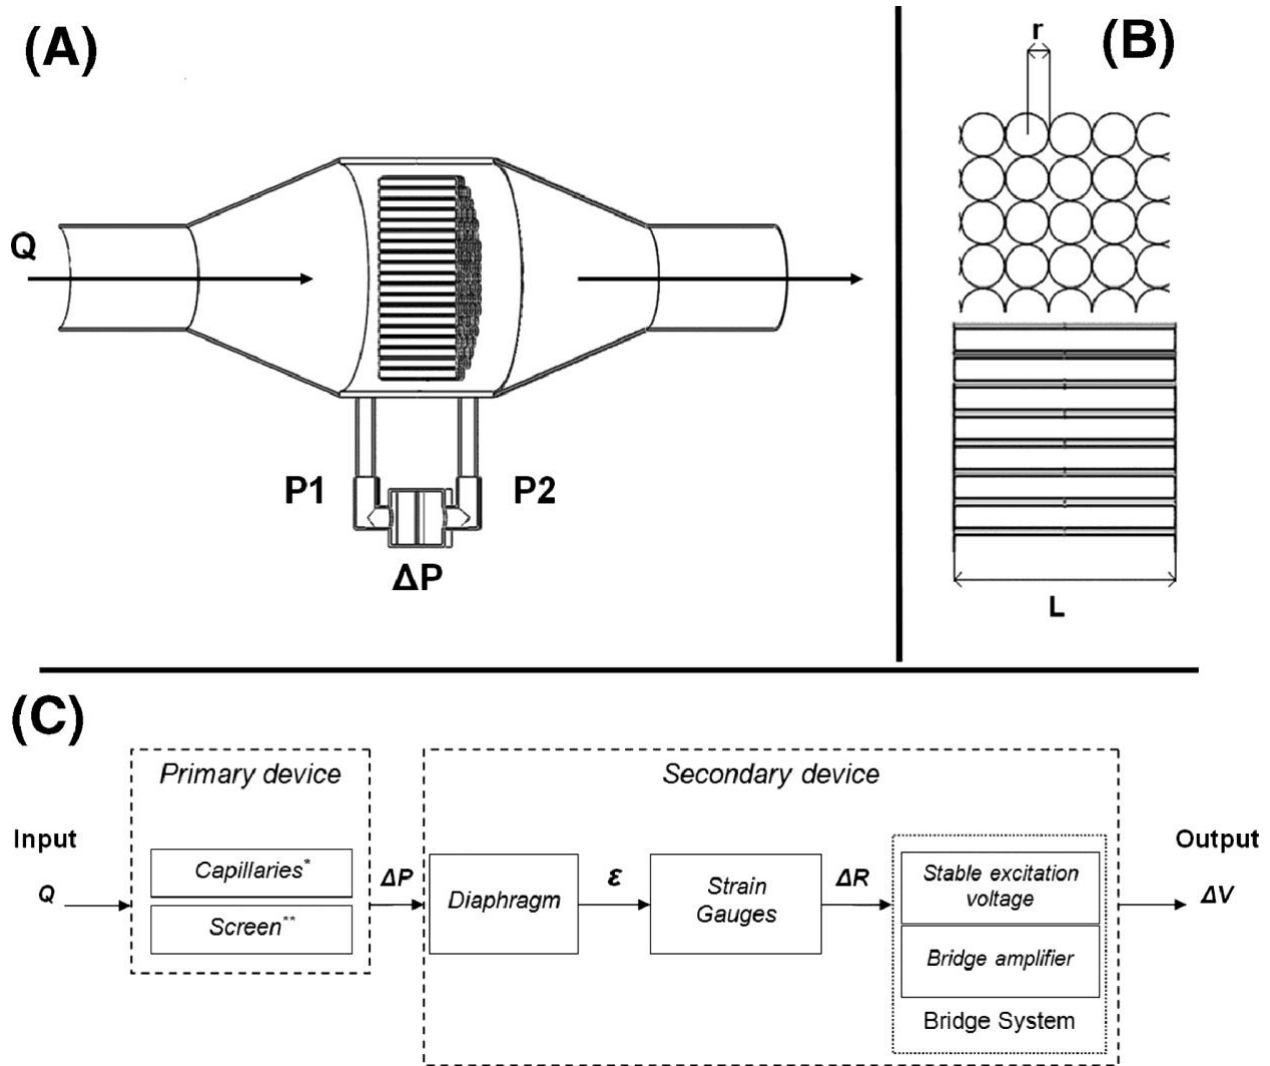 (A)
Q
P1
P2
ΔP
(B)
r
L
(C)
Primary device
Secondary device
Input
Q
Capillaries*
Screen**
ΔP
Diaphragm
ε
Strain
Gauges
ΔR
Stable excitation
voltage
Bridge amplifier
Bridge System
Output
ΔV